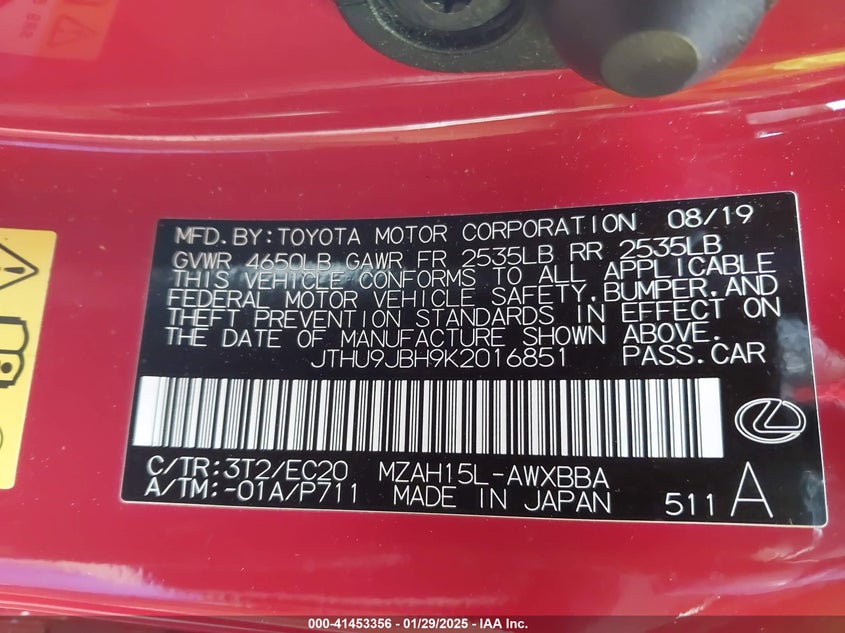 MFD. BY: TOYOTA MOTOR CORPORATION 08/19
GVWR 4650LB GAWR FR 2535LB RR 2535LB
THIS VEHICLE CONFORMS TO ALL APPLICABLE
FEDERAL MOTOR VEHICLE SAFETY, BUMPER, AND
THEFT PREVENTION STANDARDS IN EFFECT ON
THE DATE OF MANUFACTURE SHOWN ABOVE.
JTHU9JBH9K2016851 PASS.CAR
C/TR: 3T2/EC20 MZAH15L-AWXBBA
A/TM: -01A/P711 MADE IN JAPAN 511 A
000-41453356 - 01/29/2025 - IAA Inc.